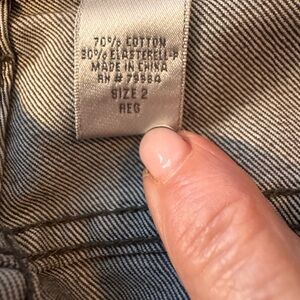 70% COTTON
30% ELASTERELL-P
MADE IN CHINA
RN # 79984
SIZE 2
REG